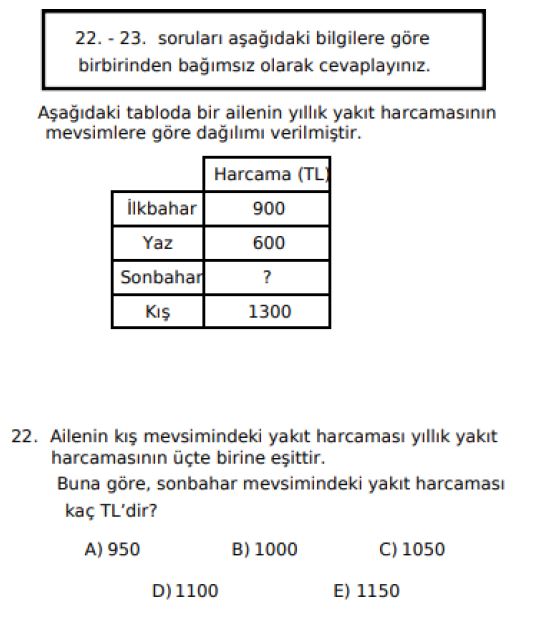 22. - 23. soruları aşağıdaki bilgilere göre
birbirinden bağımsız olarak cevaplayınız.
Aşağıdaki tabloda bir ailenin yıllık yakıt harcamasının
mevsimlere göre dağılımı verilmiştir.
Harcama (TL)
İlkbahar 900
Yaz 600
Sonbahar ?
Kış 1300
22. Ailenin kış mevsimindeki yakıt harcaması yıllık yakıt
harcamasının üçte birine eşittir.
Buna göre, sonbahar mevsimindeki yakıt harcaması
kaç TL’dir?
A) 950 B) 1000 C) 1050
D) 1100 E) 1150